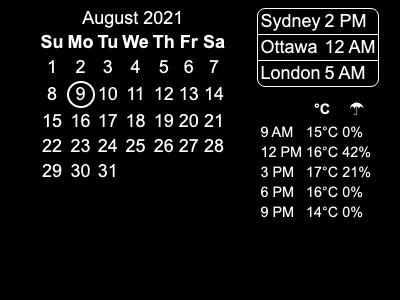 August 2021
Su Mo Tu We Th Fr Sa
1 2 3 4 5 6 7
8 9 10 11 12 13 14
15 16 17 18 19 20 21
22 23 24 25 26 27 28
29 30 31
Sydney 2 PM
Ottawa 12 AM
London 5 AM
°C ☂
9 AM 15°C 0%
12 PM 16°C 42%
3 PM 17°C 21%
6 PM 16°C 0%
9 PM 14°C 0%